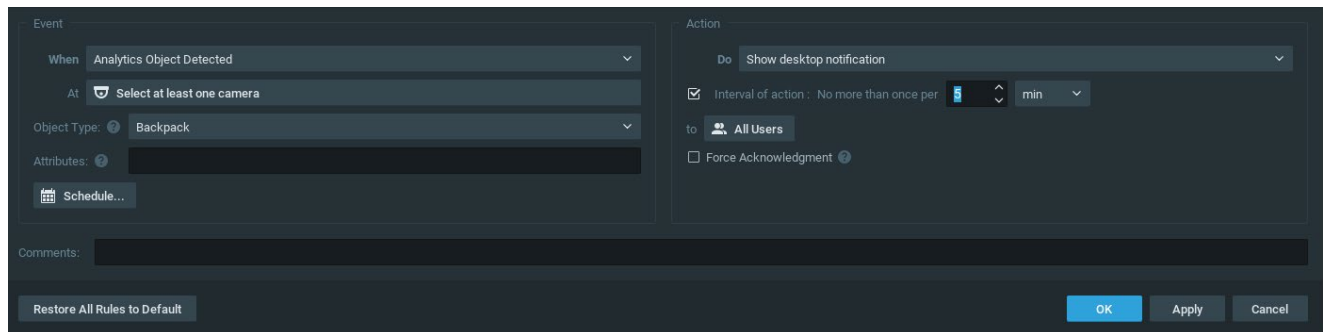 Event
When Analytics Object Detected
At Select at least one camera
Object Type: ? Backpack
Attributes: ?
Schedule...
Action
Do Show desktop notification
Interval of action : No more than once per 5 min
to All Users
Force Acknowledgment ?
Comments:
Restore All Rules to Default
OK Apply Cancel